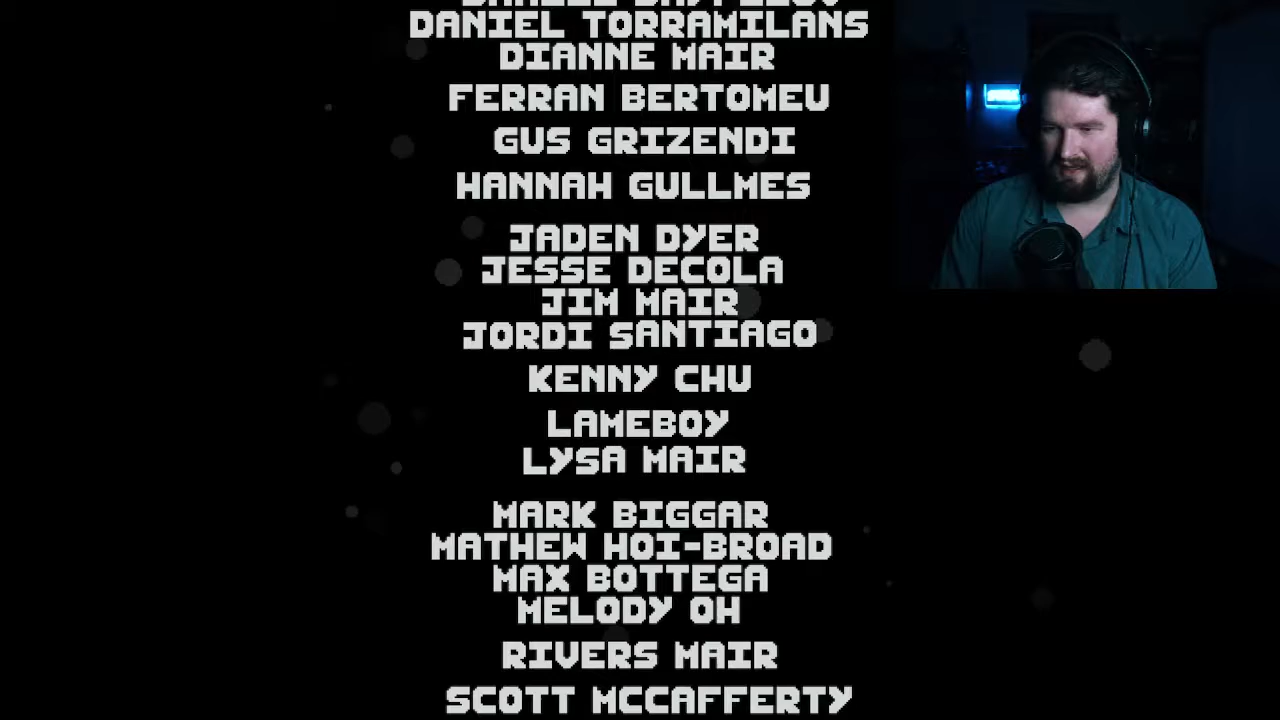 DANIEL TORRAMILANS
DIANNE MAIR
FERRAN BERTOMEU
GUS GRIZENDI
HANNAH GULLMES
JADEN DYER
JESSE DECOLA
JIM MAIR
JORDI SANTIAGO
KENNY CHU
LAMEBOY
LYSA MAIR
MARK BIGGAR
MATHEW HOI-BROAD
MAX BOTTEGA
MELODY OH
RIVERS MAIR
SCOTT MCCAFFERTY